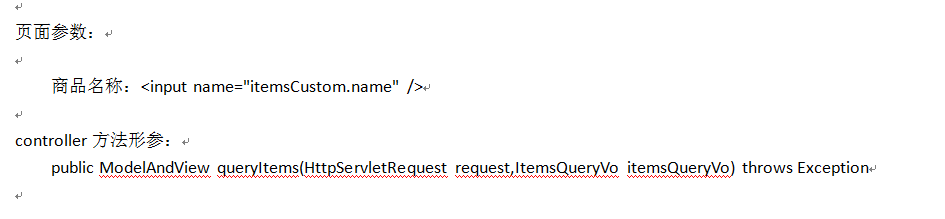 页面参数：
商品名称：<input name="itemsCustom.name" />
controller 方法形参：
public ModelAndView queryItems(HttpServletRequest request,ItemsQueryVo itemsQueryVo) throws Exception